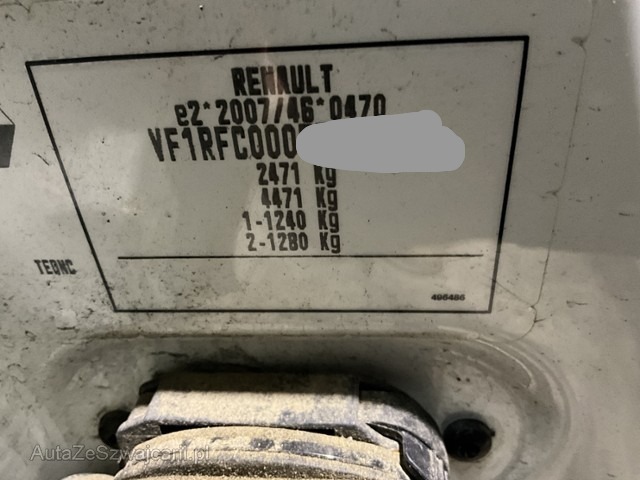 RENAULT
e2*2007/46*0470
VF1RFC000
2471 Kg
4471 Kg
1-1240 Kg
2-1280 Kg
TEQNC
496486
AutaZeSzwajcarii.pl